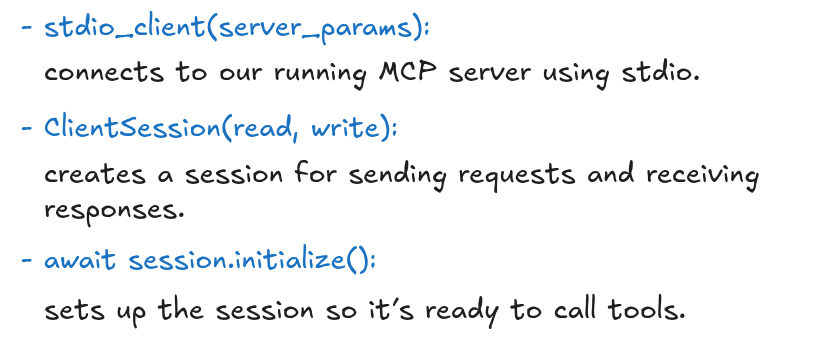 - stdio_client(server_params):
connects to our running MCP server using stdio.
- ClientSession(read, write):
creates a session for sending requests and receiving
responses.
- await session.initialize():
sets up the session so it's ready to call tools.